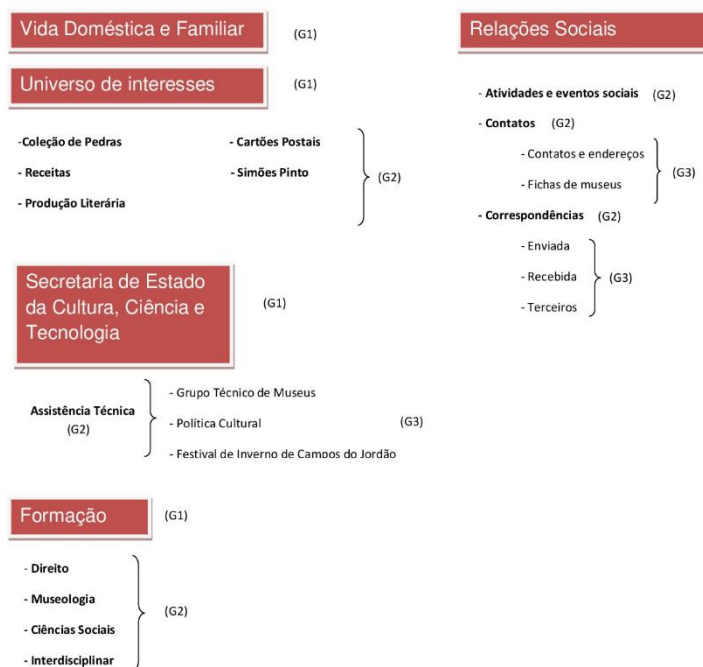 Vida Doméstica e Familiar (G1)
Universo de interesses (G1)
-Coleção de Pedras - Cartões Postais
- Receitas - Simões Pinto (G2)
- Produção Literária
Secretaria de Estado
da Cultura, Ciência e (G1)
Tecnologia
- Grupo Técnico de Museus
Assistência Técnica
(G2)
- Política Cultural (G3)
- Festival de Inverno de Campos do Jordão
Formação (G1)
- Direito
- Museologia
(G2)
- Ciências Sociais
- Interdisciplinar
Relações Sociais
- Atividades e eventos sociais (G2)
- Contatos (G2)
- Contatos e endereços
(G3)
- Fichas de museus
- Correspondências (G2)
- Enviada
- Recebida (G3)
- Terceiros